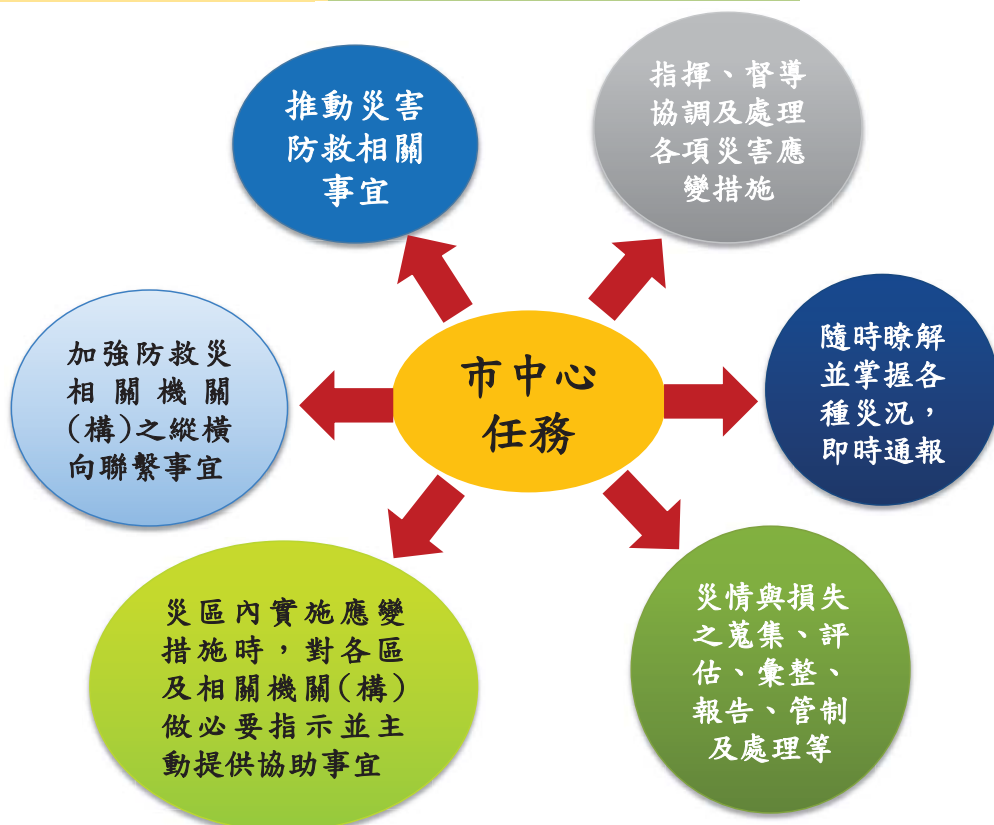 推動災害
防救相關
事宜
指揮、督導
協調及處理
各項災害應
變措施
加強防救災
相關機關
(構)之縱橫
向聯繫事宜
市中心
任務
隨時瞭解
並掌握各
種災況，
即時通報
災區內實施應變
措施時，對各區
及相關機關(構)
做必要指示並主
動提供協助事宜
災情與損失
之蒐集、評
估、彙整、
報告、管制
及處理等